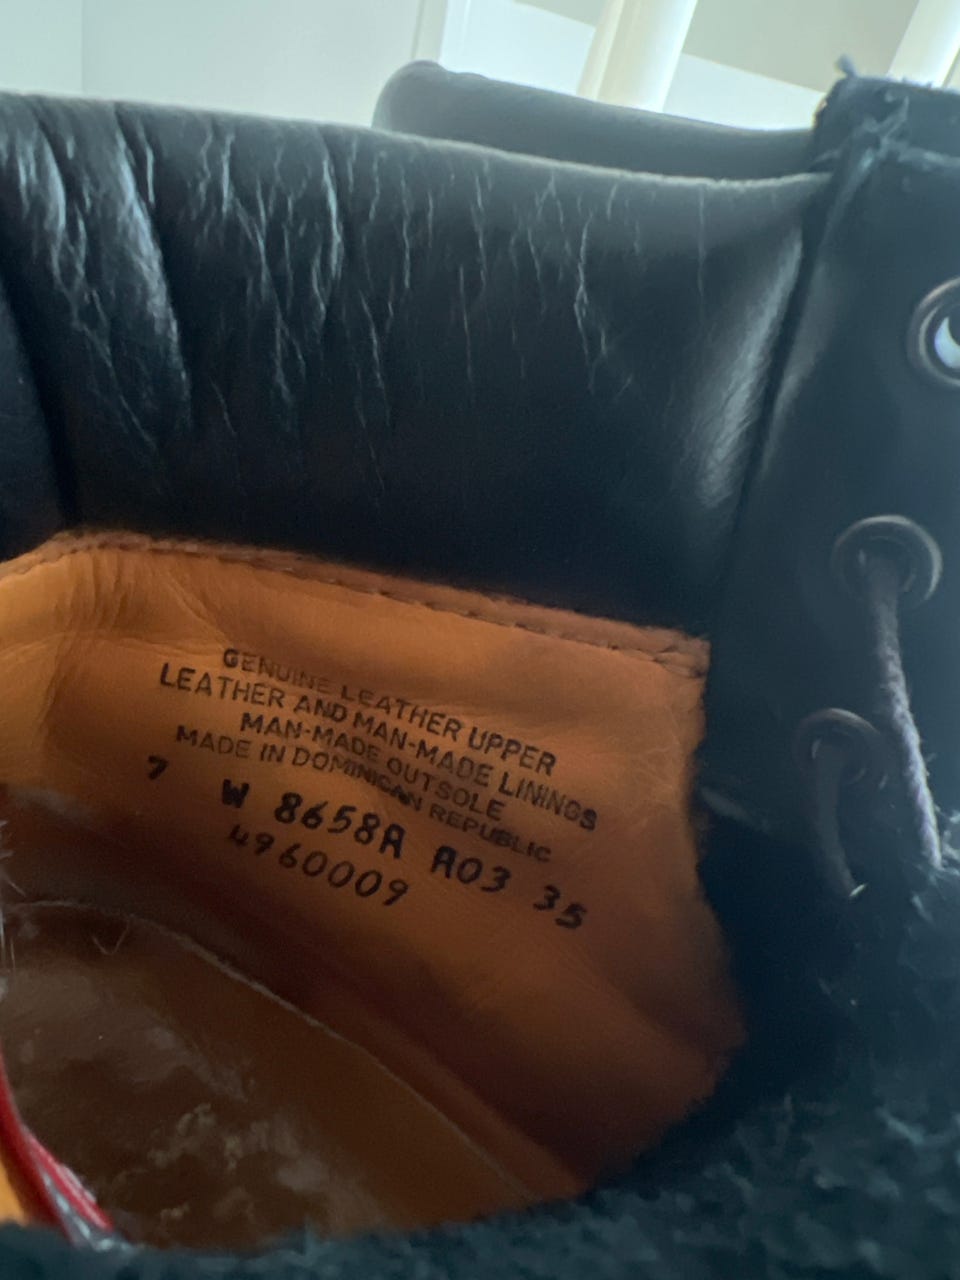 GENUINE LEATHER UPPER
LEATHER AND MAN-MADE LININGS
MAN-MADE OUTSOLE
MADE IN DOMINICAN REPUBLIC
7 W 8658A A03 35
4960009